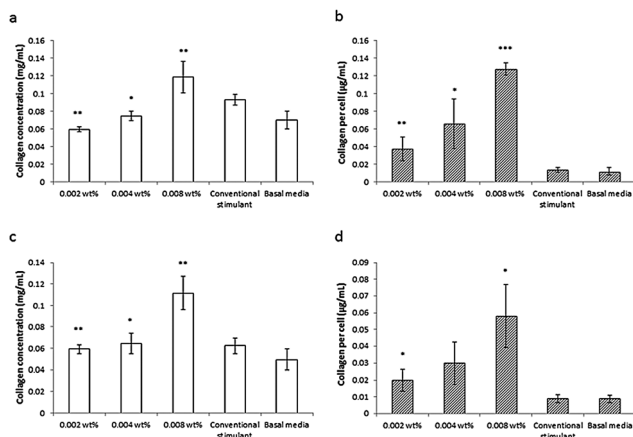 a
Collagen concentration (mg/mL)
0.16
0.14
0.12
0.1
0.08
0.06
0.04
0.02
0
**
*
**
0.002 wt%
0.004 wt%
0.008 wt%
Conventional
stimulant
Basal media
b
Collagen per cell (µg/mL)
0.16
0.14
0.12
0.1
0.08
0.06
0.04
0.02
0
**
*
***
0.002 wt%
0.004 wt%
0.008 wt%
Conventional
stimulant
Basal media
c
Collagen concentration (mg/mL)
0.16
0.14
0.12
0.1
0.08
0.06
0.04
0.02
0
**
*
**
0.002 wt%
0.004 wt%
0.008 wt%
Conventional
stimulant
Basal media
d
Collagen per cell (µg/mL)
0.09
0.08
0.07
0.06
0.05
0.04
0.03
0.02
0.01
0
*
*
0.002 wt%
0.004 wt%
0.008 wt%
Conventional
stimulant
Basal media